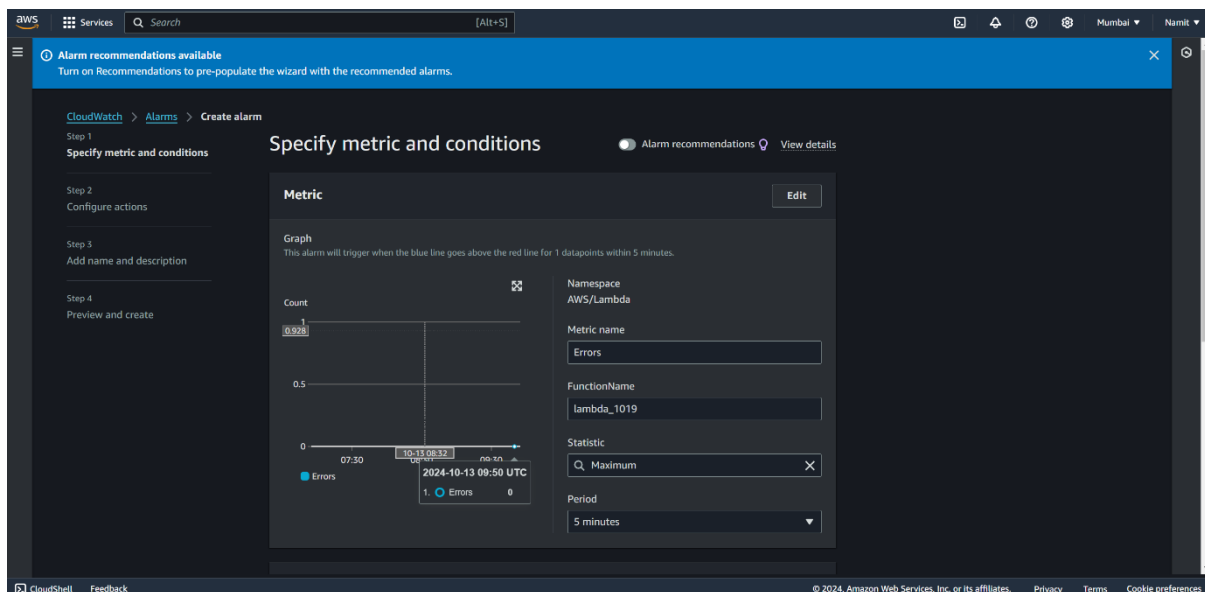 aws
Services
Search
[Alt+S]
Mumbai
Namit
Alarm recommendations available
Turn on Recommendations to pre-populate the wizard with the recommended alarms.
CloudWatch > Alarms > Create alarm
Step 1
Specify metric and conditions
Step 2
Configure actions
Step 3
Add name and description
Step 4
Preview and create
Specify metric and conditions
Alarm recommendations
View details
Metric
Edit
Graph
This alarm will trigger when the blue line goes above the red line for 1 datapoints within 5 minutes.
Count
1
0.928
0.5
0
07:30
10-13 08:32
09:30
Errors
2024-10-13 09:50 UTC
1. Errors 0
Namespace
AWS/Lambda
Metric name
Errors
FunctionName
lambda_1019
Statistic
Maximum
Period
5 minutes
CloudShell
Feedback
© 2024, Amazon Web Services, Inc. or its affiliates.
Privacy
Terms
Cookie preferences